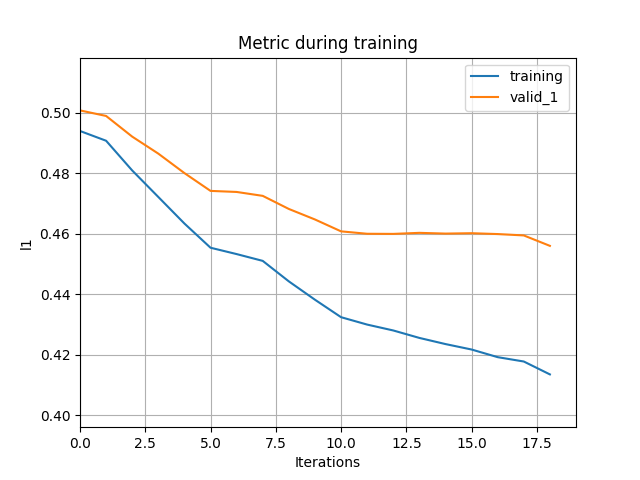 Metric during training
training
valid_1
0.50
0.48
0.46
0.44
0.42
0.40
l1
0.0 2.5 5.0 7.5 10.0 12.5 15.0 17.5
Iterations